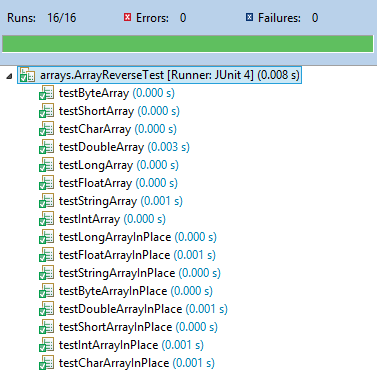 Runs: 16/16 Errors: 0 Failures: 0
arrays.ArrayReverseTest [Runner: JUnit 4] (0.008 s)
testByteArray (0.000 s)
testShortArray (0.000 s)
testCharArray (0.000 s)
testDoubleArray (0.003 s)
testLongArray (0.000 s)
testFloatArray (0.000 s)
testStringArray (0.001 s)
testIntArray (0.000 s)
testLongArrayInPlace (0.000 s)
testFloatArrayInPlace (0.001 s)
testStringArrayInPlace (0.000 s)
testByteArrayInPlace (0.000 s)
testDoubleArrayInPlace (0.001 s)
testShortArrayInPlace (0.000 s)
testIntArrayInPlace (0.001 s)
testCharArrayInPlace (0.001 s)